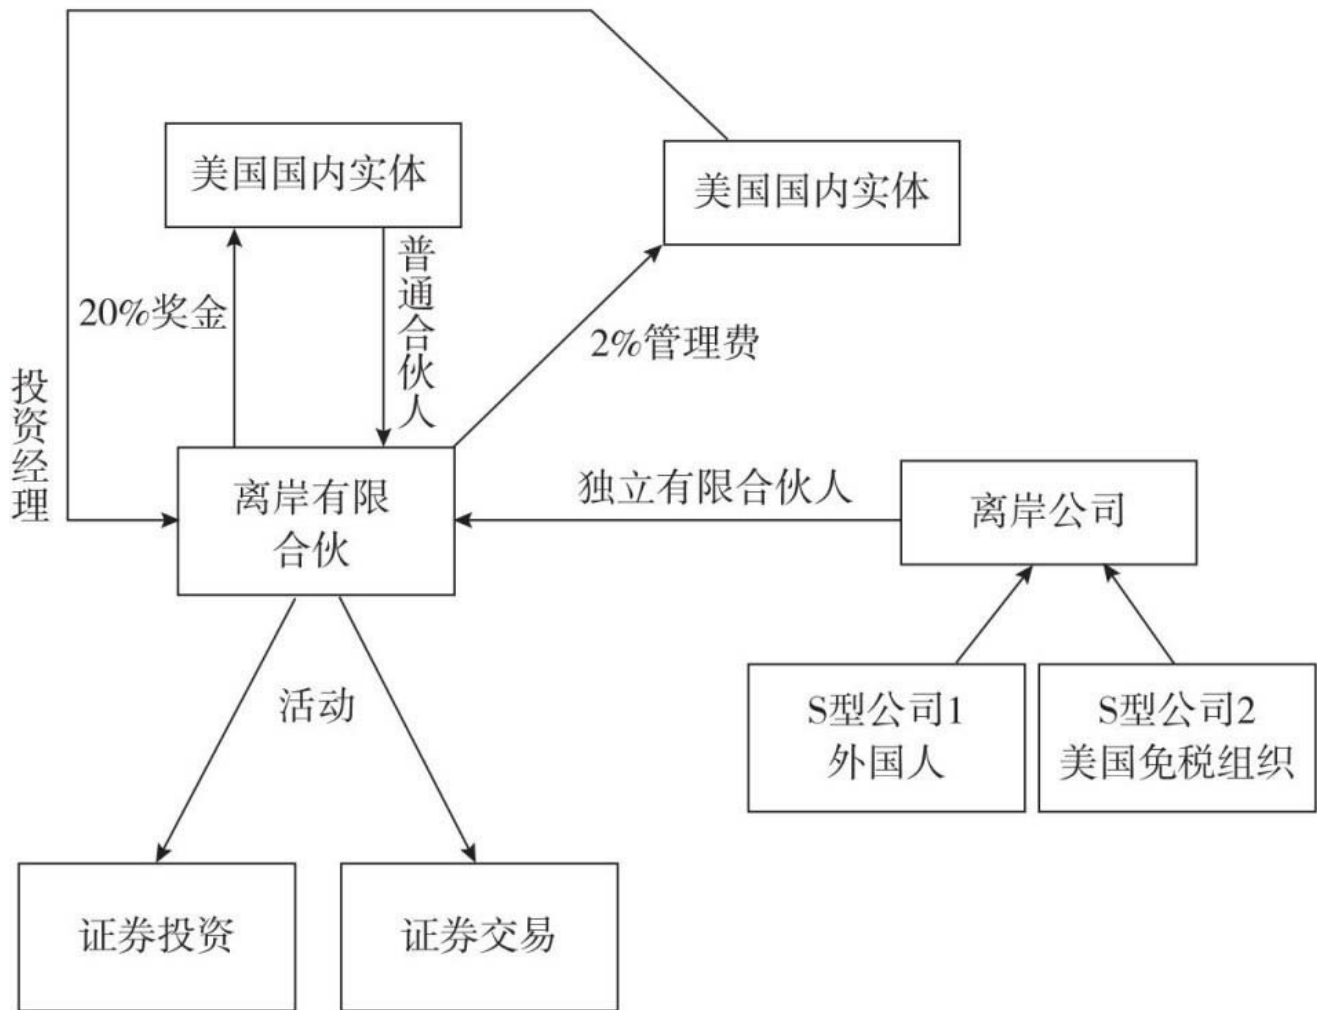 美国国内实体
美国国内实体
20%奖金
普通合伙人
2%管理费
投资经理
离岸有限
合伙
独立有限合伙人
离岸公司
活动
S型公司1
外国人
S型公司2
美国免税组织
证券投资
证券交易